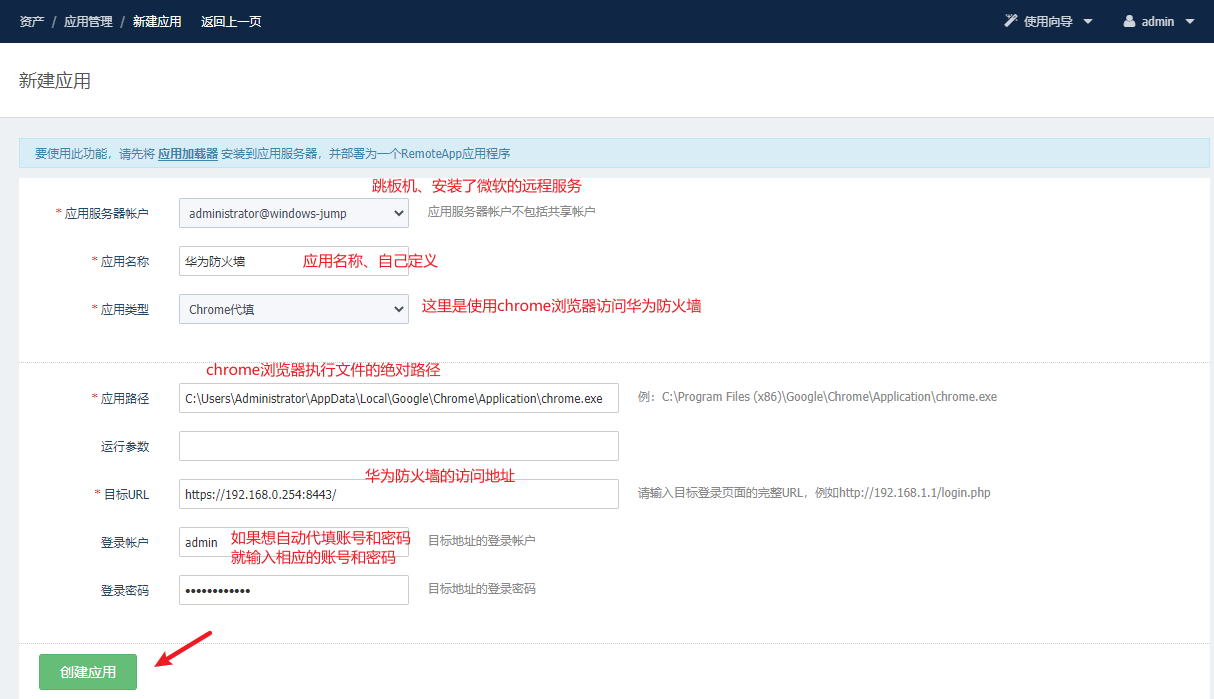 资产 / 应用管理 / 新建应用 返回上一页 使用向导 admin
新建应用
要使用此功能，请先将 应用加载器 安装到应用服务器，并部署为一个RemoteApp应用程序
跳板机、安装了微软的远程服务
* 应用服务器帐户 administrator@windows-jump 应用服务器帐户不包括共享帐户
* 应用名称 华为防火墙 应用名称、自己定义
* 应用类型 Chrome代填 这里是使用chrome浏览器访问华为防火墙
chrome浏览器执行文件的绝对路径
* 应用路径 C:\Users\Administrator\AppData\Local\Google\Chrome\Application\chrome.exe 例：C:\Program Files (x86)\Google\Chrome\Application\chrome.exe
运行参数
华为防火墙的访问地址
* 目标URL https://192.168.0.254:8443/ 请输入目标登录页面的完整URL，例如http://192.168.1.1/login.php
登录帐户 admin 如果想自动代填账号和密码 目标地址的登录帐户
就输入相应的账号和密码
登录密码 •••••••••••• 目标地址的登录密码
创建应用